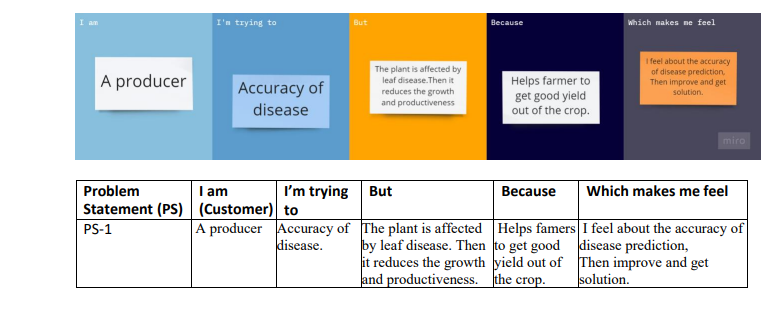 I am
I'm trying to
But
Because
Which makes me feel
A producer
Accuracy of
disease
The plant is affected by
leaf disease.Then it
reduces the growth
and productiveness
Helps farmer to
get good yield
out of the crop.
I feel about the accuracy
of disease prediction,
Then improve and get
solution.
miro
Problem
Statement (PS)
I am
(Customer)
I'm trying
to
But
Because
Which makes me feel
PS-1
A producer
Accuracy of
disease.
The plant is affected
by leaf disease. Then
it reduces the growth
and productiveness.
Helps famers
to get good
yield out of
the crop.
I feel about the accuracy of
disease prediction,
Then improve and get
solution.